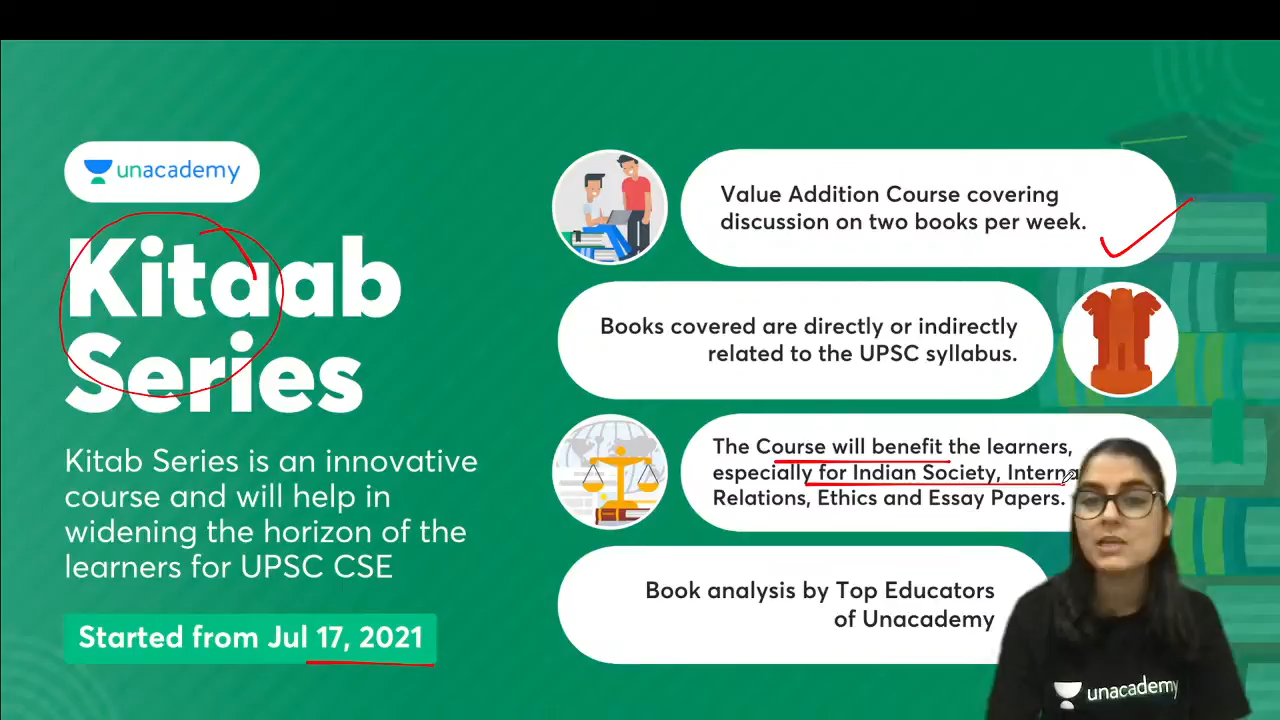 unacademy
Kitaab
Series
Kitab Series is an innovative
course and will help in
widening the horizon of the
learners for UPSC CSE
Started from Jul 17, 2021
Value Addition Course covering
discussion on two books per week.
Books covered are directly or indirectly
related to the UPSC syllabus.
The Course will benefit the learners,
especially for Indian Society, Interna
Relations, Ethics and Essay Papers.
Book analysis by Top Educators
of Unacademy
unacademy